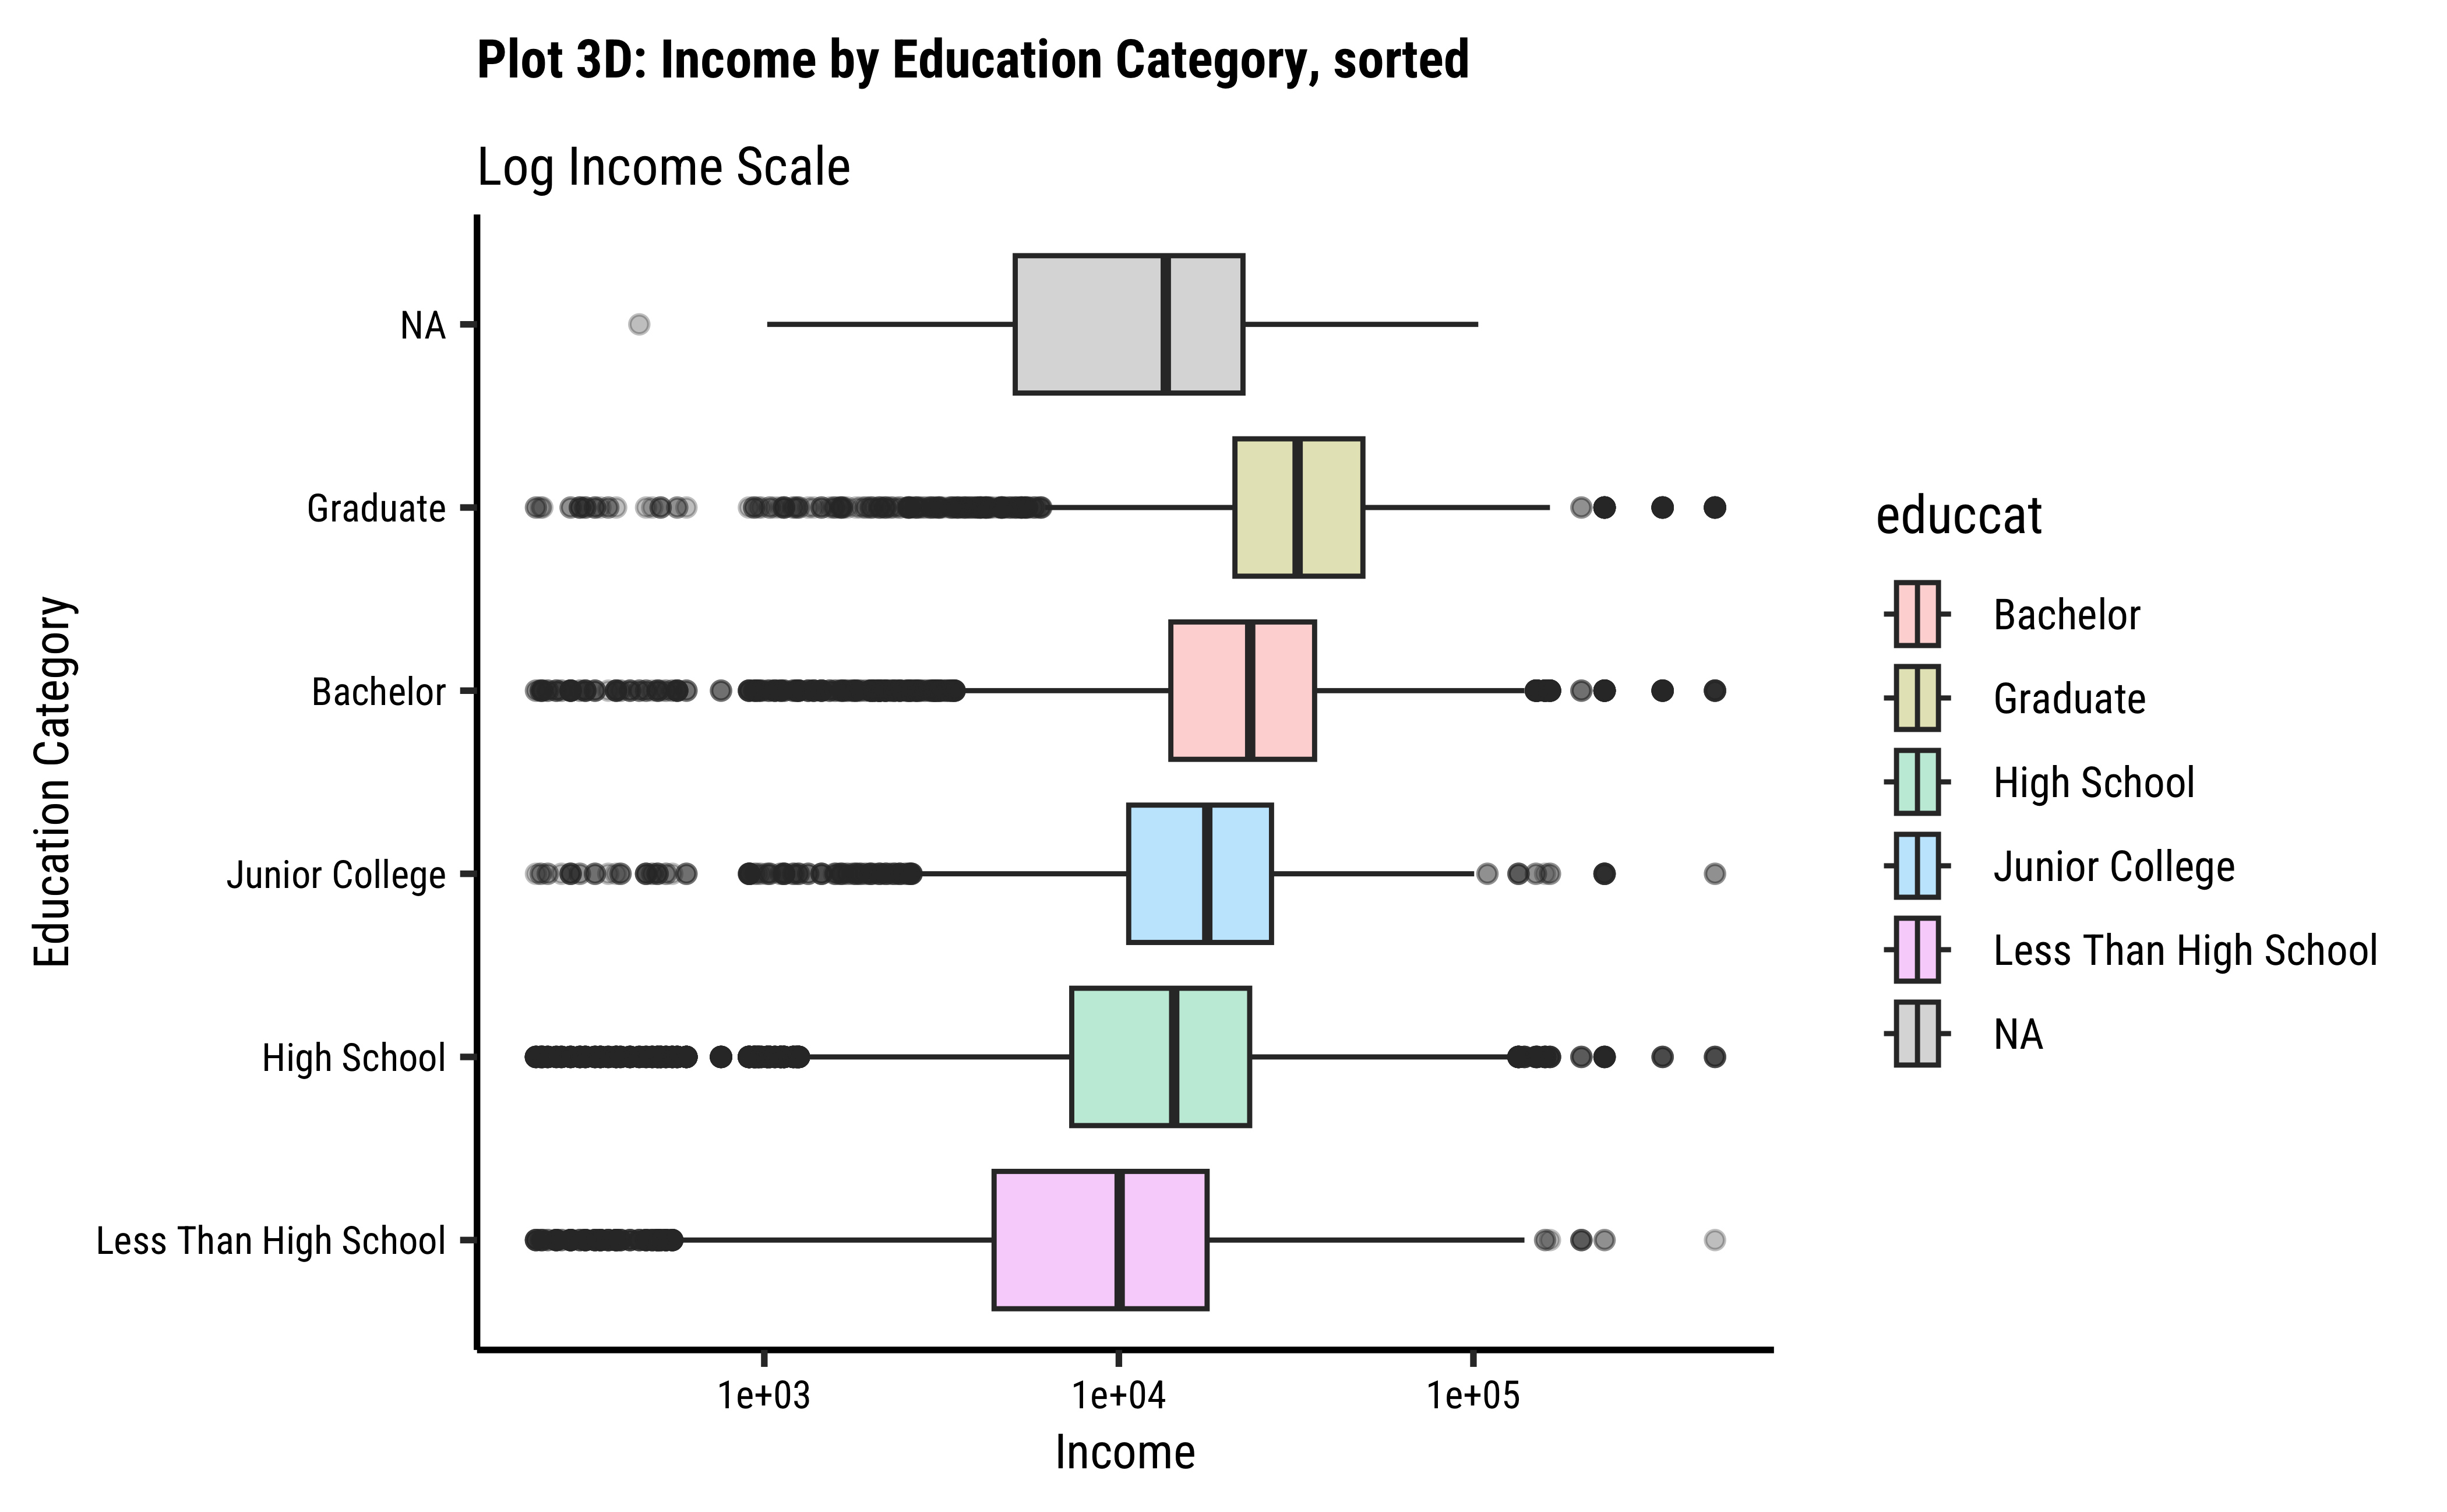 Plot 3D: Income by Education Category, sorted
Log Income Scale
Education Category
NA
Graduate
Bachelor
Junior College
High School
Less Than High School
1e+03
1e+04
1e+05
Income
educcat
Bachelor
Graduate
High School
Junior College
Less Than High School
NA